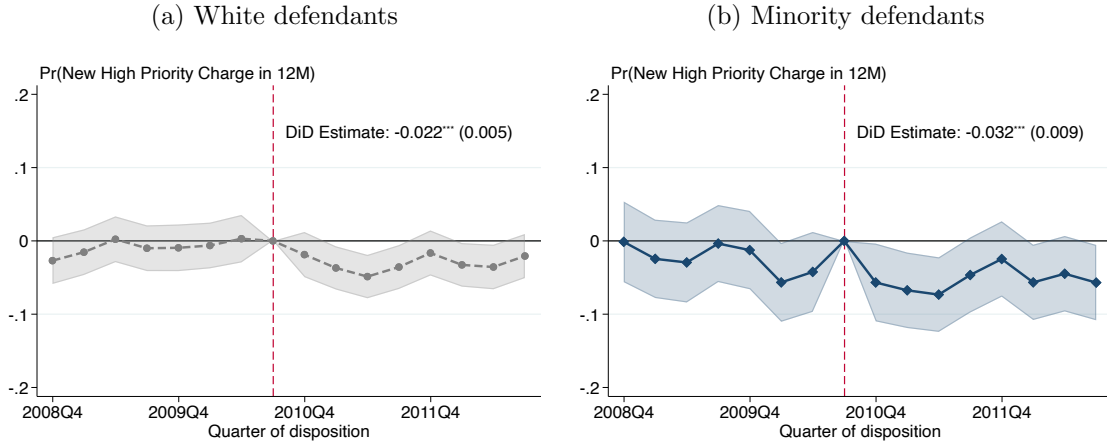 (a) White defendants
Pr(New High Priority Charge in 12M)
.2
DiD Estimate: -0.022*** (0.005)
.1
0
-.1
-.2
2008Q4 2009Q4 2010Q4 2011Q4
Quarter of disposition
(b) Minority defendants
Pr(New High Priority Charge in 12M)
.2
DiD Estimate: -0.032*** (0.009)
.1
0
-.1
-.2
2008Q4 2009Q4 2010Q4 2011Q4
Quarter of disposition